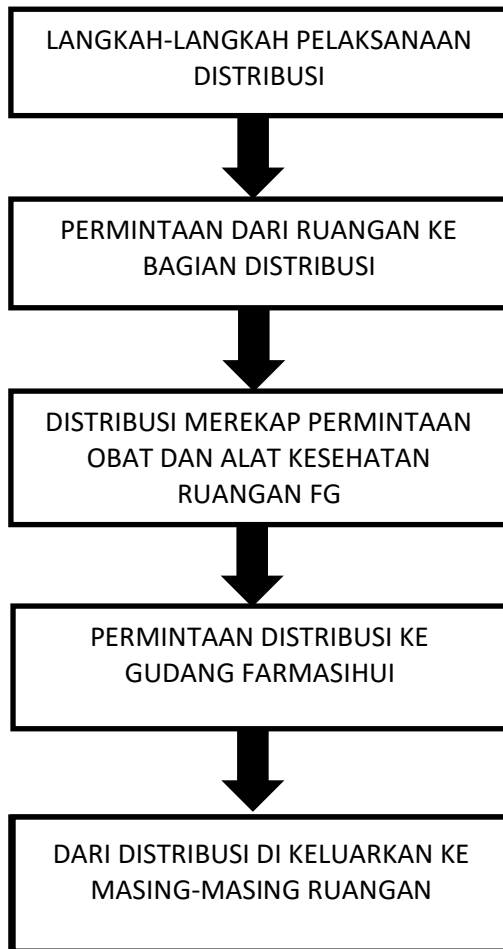 LANGKAH-LANGKAH PELAKSANAAN
DISTRIBUSI
PERMINTAAN DARI RUANGAN KE
BAGIAN DISTRIBUSI
DISTRIBUSI MEREKAP PERMINTAAN
OBAT DAN ALAT KESEHATAN
RUANGAN FG
PERMINTAAN DISTRIBUSI KE
GUDANG FARMASIHUI
DARI DISTRIBUSI DI KELUARKAN KE
MASING-MASING RUANGAN